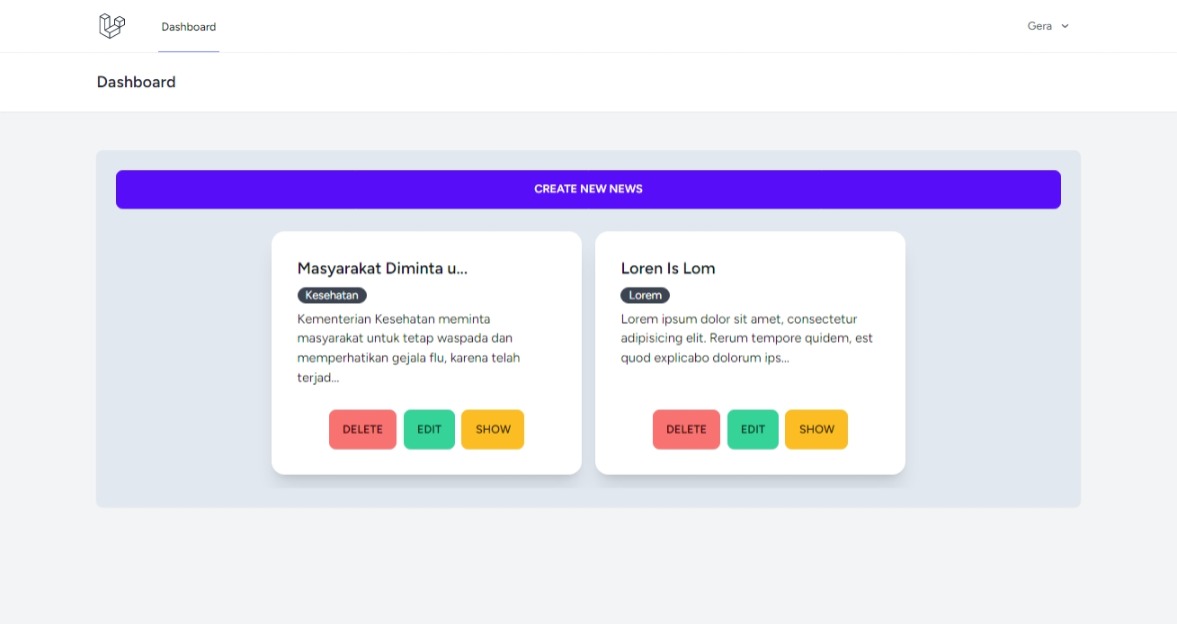 Dashboard
Gera
Dashboard
CREATE NEW NEWS
Masyarakat Diminta u...
Kesehatan
Kementerian Kesehatan meminta
masyarakat untuk tetap waspada dan
memperhatikan gejala flu, karena telah
terjad...
DELETE EDIT SHOW
Loren Is Lom
Lorem
Lorem ipsum dolor sit amet, consectetur
adipisicing elit. Rerum tempore quidem, est
quod explicabo dolorum ips...
DELETE EDIT SHOW